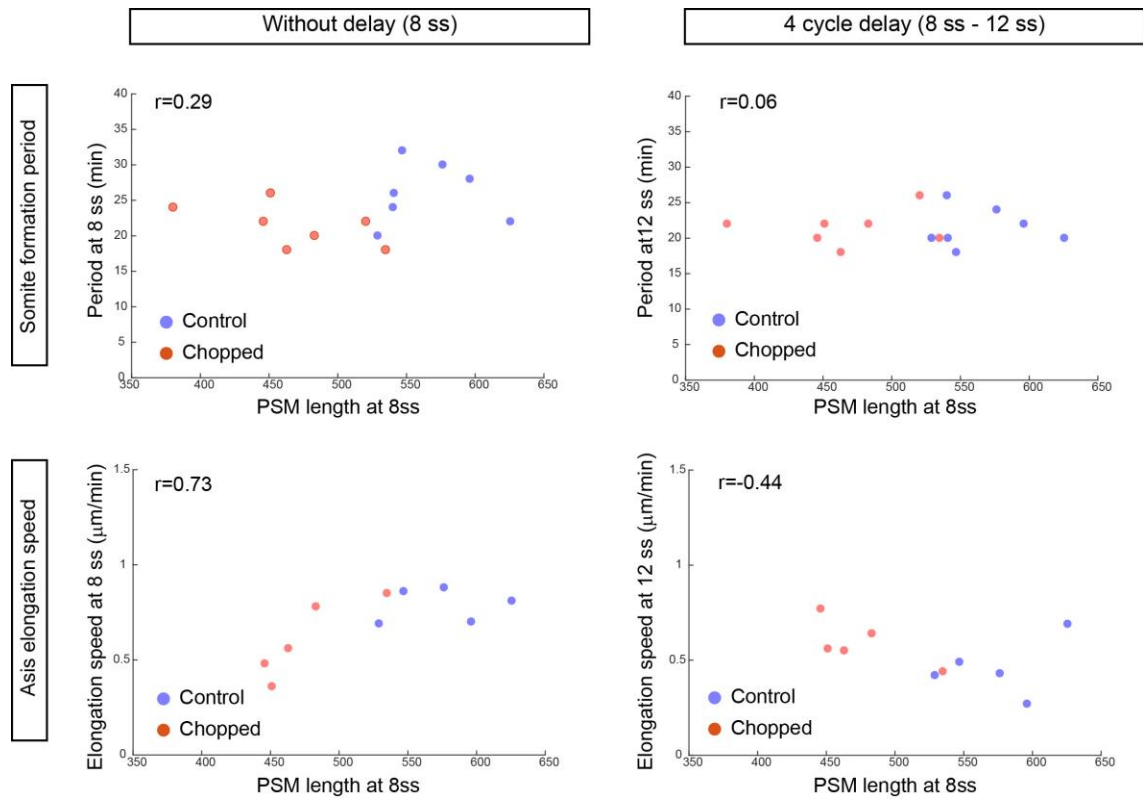 Without delay (8 ss)
4 cycle delay (8 ss - 12 ss)
Somite formation period
Period at 8 ss (min)
40
35
30
25
20
15
10
5
0
r=0.29
Control
Chopped
350 400 450 500 550 600 650
PSM length at 8ss
Period at12 ss (min)
40
35
30
25
20
15
10
5
0
r=0.06
Control
Chopped
350 400 450 500 550 600 650
PSM length at 8ss
Asis elongation speed
Elongation speed at 8 ss (μm/min)
1.5
1
0.5
0
r=0.73
Control
Chopped
350 400 450 500 550 600 650
PSM length at 8ss
Elongation speed at 12 ss (μm/min)
1.5
1
0.5
0
r=-0.44
Control
Chopped
350 400 450 500 550 600 650
PSM length at 8ss